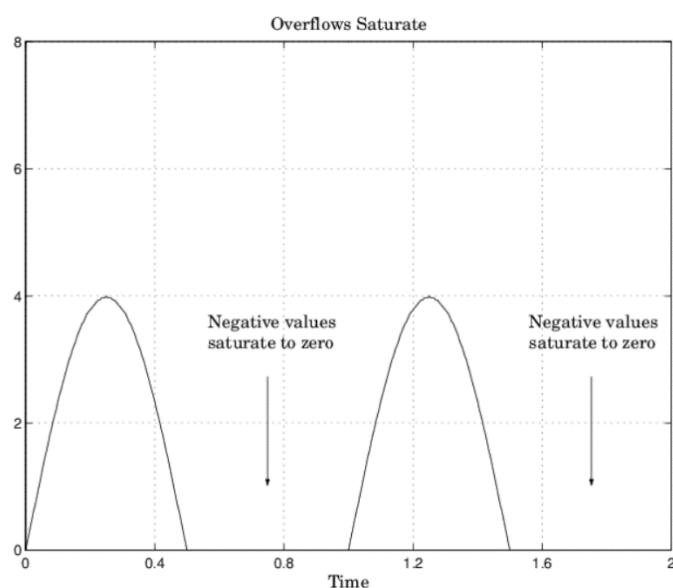 Overflows Saturate
8
6
4
Negative values
saturate to zero
Negative values
saturate to zero
2
0
0 0.4 0.8 1.2 1.6 2
Time